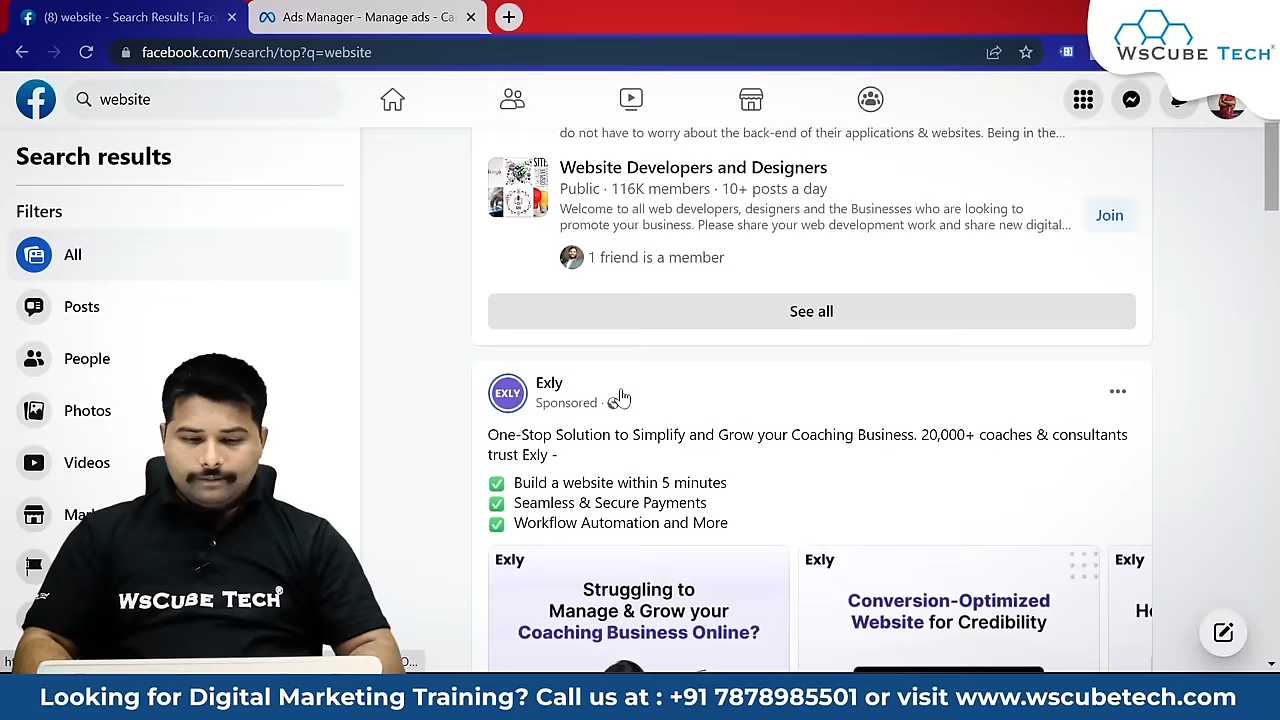 (8) website - Search Results | Fac
Ads Manager - Manage ads - Ca
WsCube Tech
facebook.com/search/top?q=website
website
Search results
Filters
All
Posts
People
Photos
Videos
do not have to worry about the back-end of their applications & websites. Being in the...
Website Developers and Designers
Public · 116K members · 10+ posts a day
Welcome to all web developers, designers and the Businesses who are looking to
promote your business. Please share your web development work and share new digital...
Join
1 friend is a member
See all
EXLY
Exly
Sponsored ·
One-Stop Solution to Simplify and Grow your Coaching Business. 20,000+ coaches & consultants
trust Exly -
Build a website within 5 minutes
Seamless & Secure Payments
Workflow Automation and More
Exly
Struggling to
Manage & Grow your
Coaching Business Online?
Exly
Conversion-Optimized
Website for Credibility
Exly
WsCube Tech
Looking for Digital Marketing Training? Call us at : +91 7878985501 or visit www.wscubetech.com